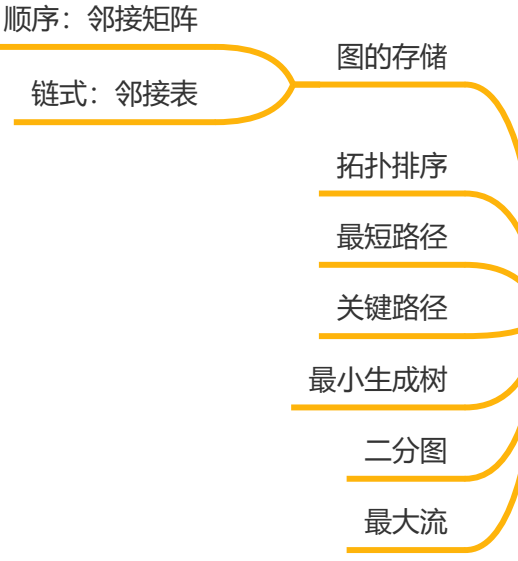 顺序：邻接矩阵
图的存储
链式：邻接表
拓扑排序
最短路径
关键路径
最小生成树
二分图
最大流